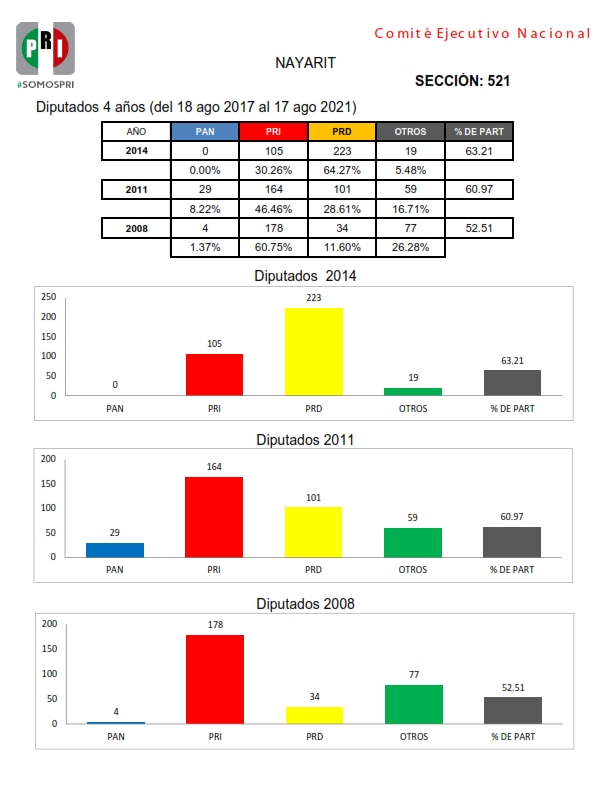 Comité Ejecutivo Nacional
PRI
#SOMOSPRI
NAYARIT
SECCIÓN: 521
Diputados 4 años (del 18 ago 2017 al 17 ago 2021)
AÑO PAN PRI PRD OTROS % DE PART
2014 0 105 223 19 63.21
0.00% 30.26% 64.27% 5.48%
2011 29 164 101 59 60.97
8.22% 46.46% 28.61% 16.71%
2008 4 178 34 77 52.51
1.37% 60.75% 11.60% 26.28%
Diputados 2014
250
200
150
100
50
0
0 105 223 19 63.21
PAN PRI PRD OTROS % DE PART
Diputados 2011
200
150
100
50
0
29 164 101 59 60.97
PAN PRI PRD OTROS % DE PART
Diputados 2008
200
150
100
50
0
4 178 34 77 52.51
PAN PRI PRD OTROS % DE PART